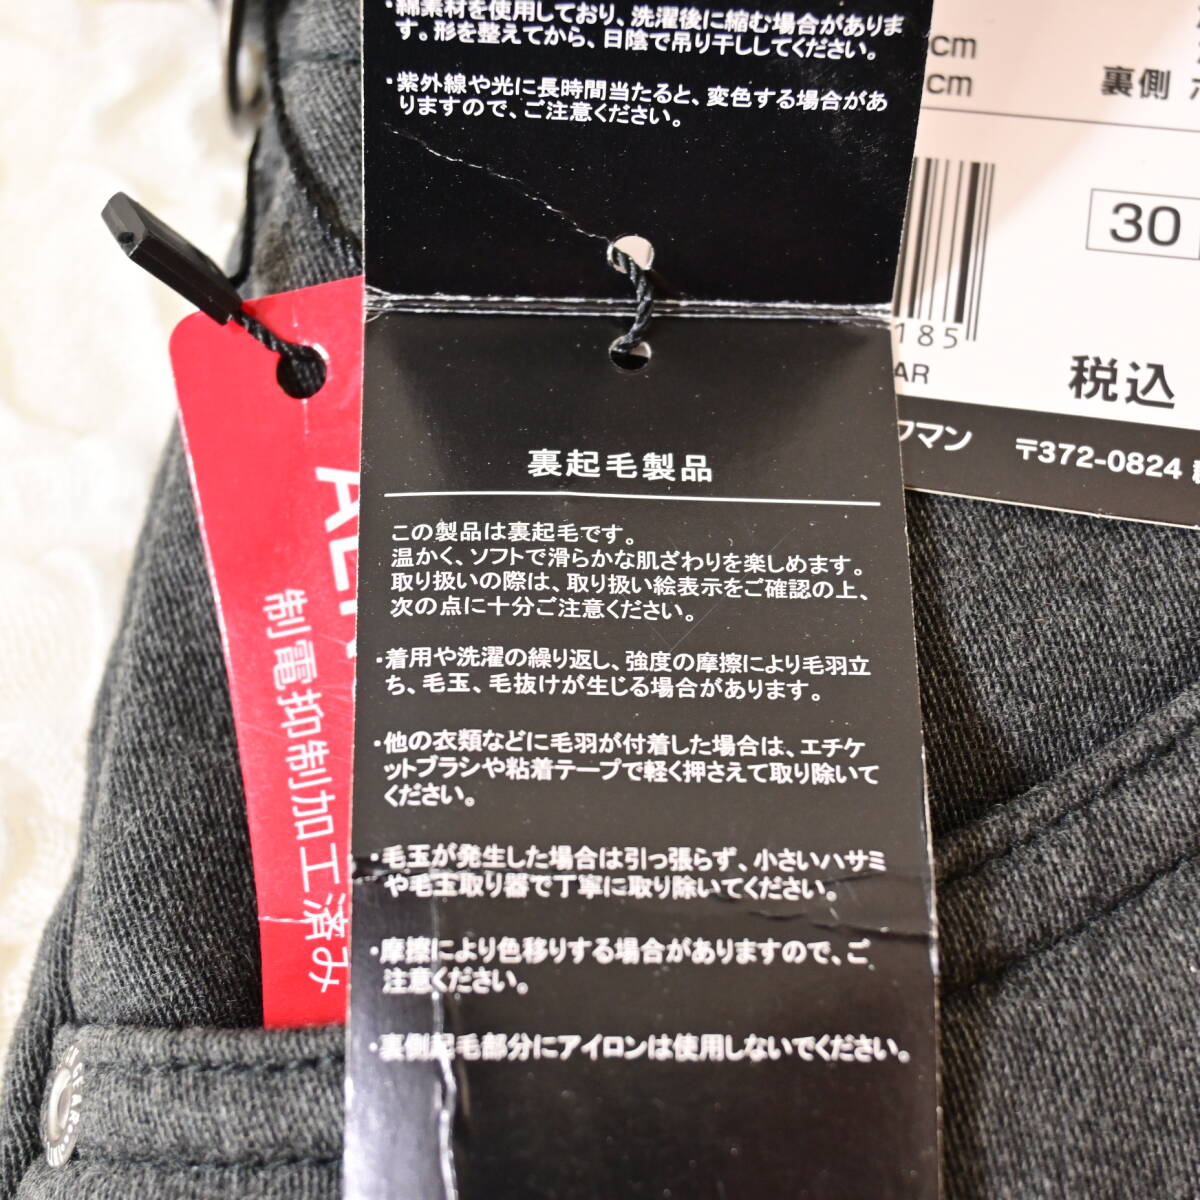 ・綿素材を使用しており、洗濯後に縮む場合がありま
す。形を整えてから、日陰で吊り干ししてください。
・紫外線や光に長時間当たると、変色する場合があ
りますので、ご注意ください。
裏起毛製品
この製品は裏起毛です。
温かく、ソフトで滑らかな肌ざわりを楽しめます。
取り扱いの際は、取り扱い絵表示をご確認の上、
次の点に十分ご注意ください。
・着用や洗濯の繰り返し、強度の摩擦により毛羽立
ち、毛玉、毛抜けが生じる場合があります。
・他の衣類などに毛羽が付着した場合は、エチケ
ットブラシや粘着テープで軽く押さえて取り除いて
ください。
・毛玉が発生した場合は引っ張らず、小さいハサミ
や毛玉取り器で丁寧に取り除いてください。
・摩擦により色移りする場合がありますので、ご
注意ください。
・裏側起毛部分にアイロンは使用しないでください。
制電抑制加工済み
cm
cm
裏側
30
185
AR
税込
マン 〒372-0824